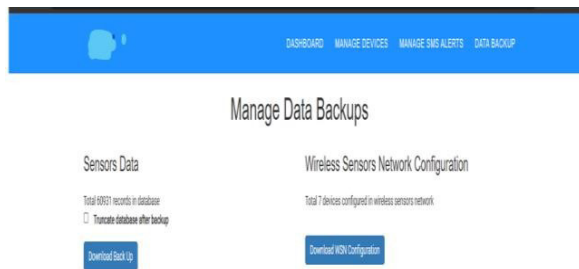 DASHBOARD MANAGE DEVICES MANAGE SMS ALERTS DATA BACKUP
Manage Data Backups
Sensors Data
Total 60931 records in database
Truncate database after backup
Download Back Up
Wireless Sensors Network Configuration
Total 7 devices configured in wireless sensors network
Download WSN Configuration